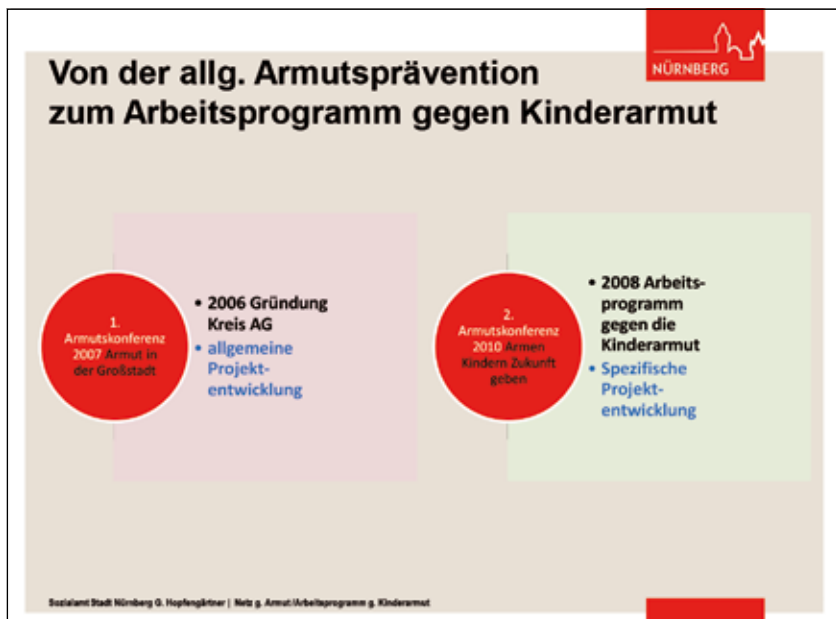 NÜRNBERG
Von der allg. Armutsprävention
zum Arbeitsprogramm gegen Kinderarmut
1.
Armutskonferenz
2007 Armut in
der Großstadt
• 2006 Gründung
Kreis AG
• allgemeine
Projekt-
entwicklung
2.
Armutskonferenz
2010 Armen
Kindern Zukunft
geben
• 2008 Arbeits-
programm
gegen die
Kinderarmut
• Spezifische
Projekt-
entwicklung
Sozialamt Stadt Nürnberg G. Hopfengärtner | Netz g. Armut/Arbeitsprogramm g. Kinderarmut